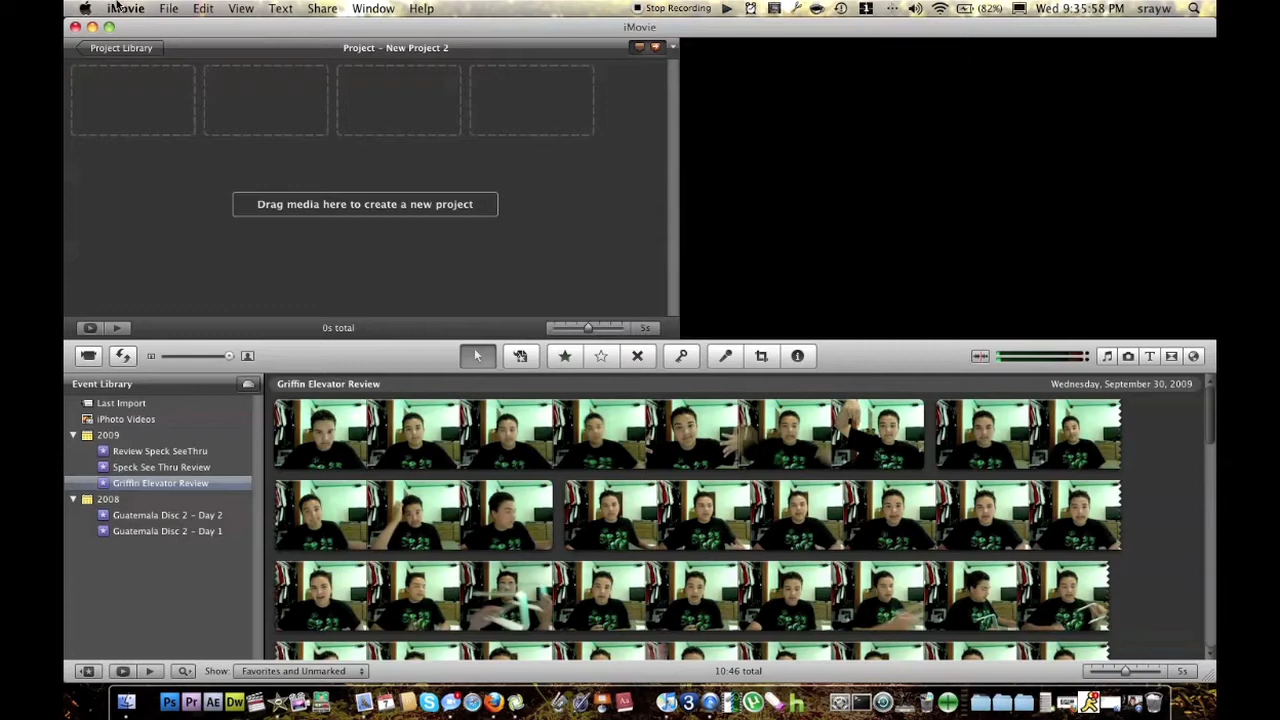 iMovie File Edit View Text Share Window Help Stop Recording (82%) Wed 9:35:58 PM srayw
iMovie
Project Library Project – New Project 2
Drag media here to create a new project
0s total 5s
Event Library
Griffin Elevator Review Wednesday, September 30, 2009
Last Import
iPhoto Videos
2009
Review Speck SeeThru
Speck See Thru Review
Griffin Elevator Review
2008
Guatemala Disc 2 – Day 2
Guatemala Disc 2 – Day 1
Show: Favorites and Unmarked 10:46 total 5s
Ps Pr Ae Dw